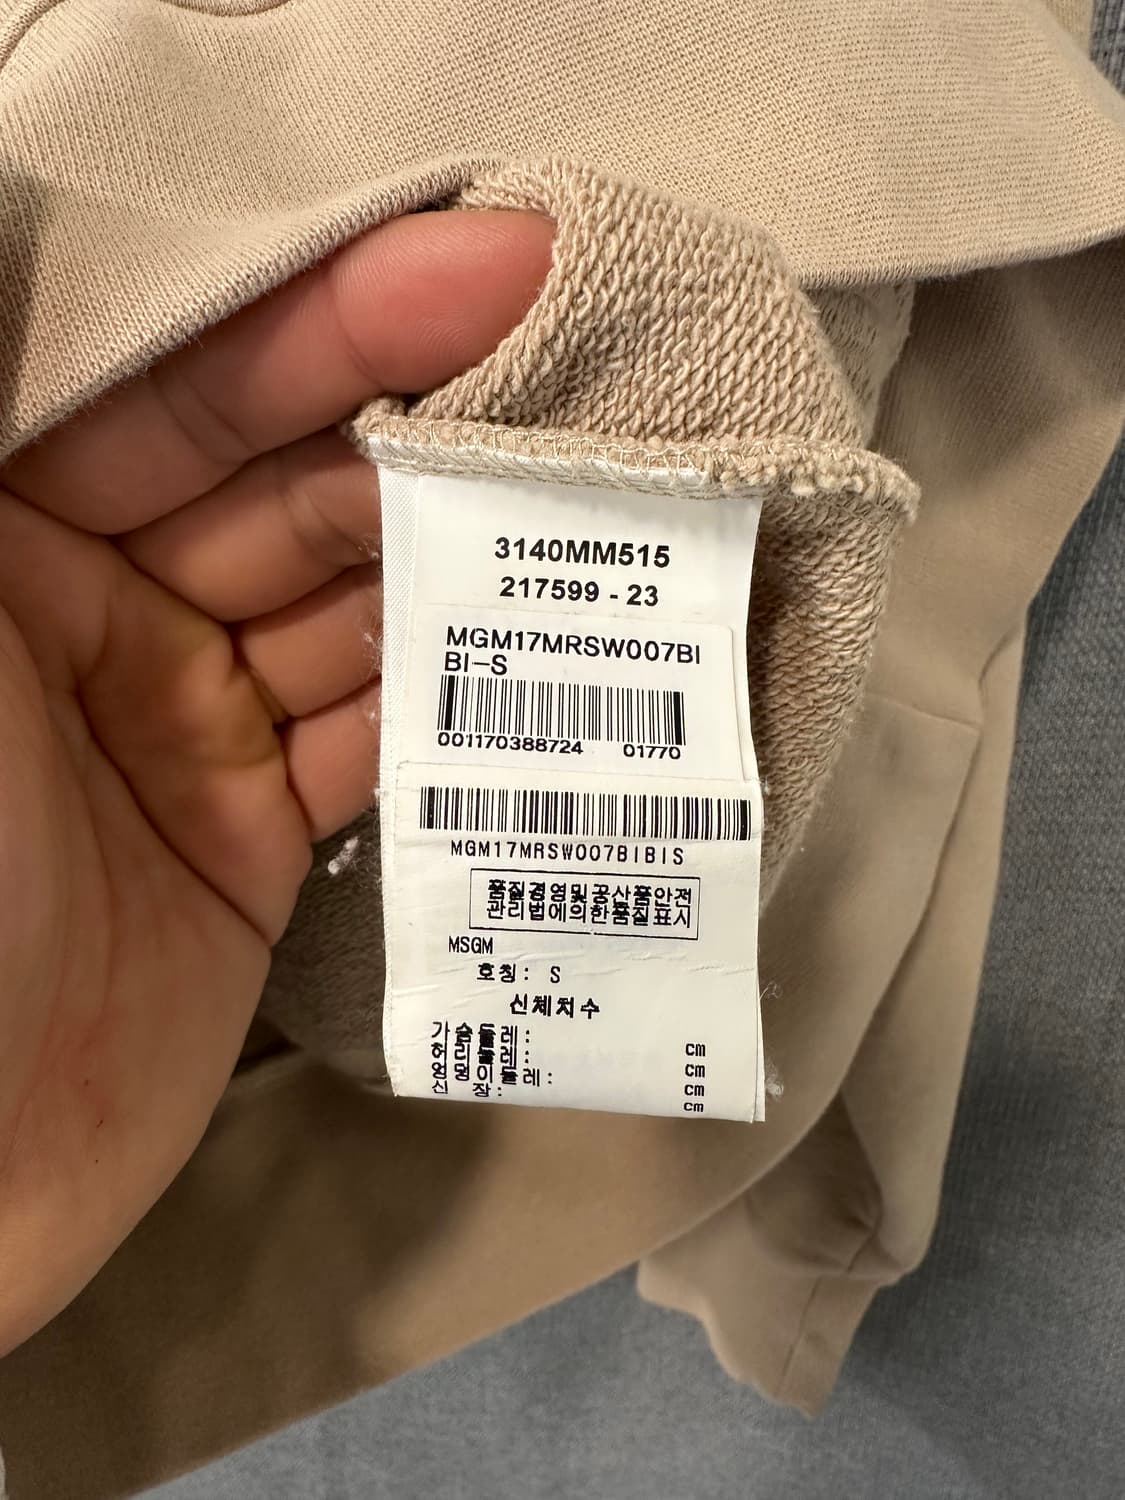 3140MM515
217599 - 23
MGM17MRSW007BI
BI-S
001170388724 01770
MGM17MRSW007BIBIS
품질경영및공산품안전
관리법에의한품질표시
MSGM
호칭: S
신체치수
가슴둘레: cm
허리둘레: cm
엉덩이둘레: cm
신 장: cm